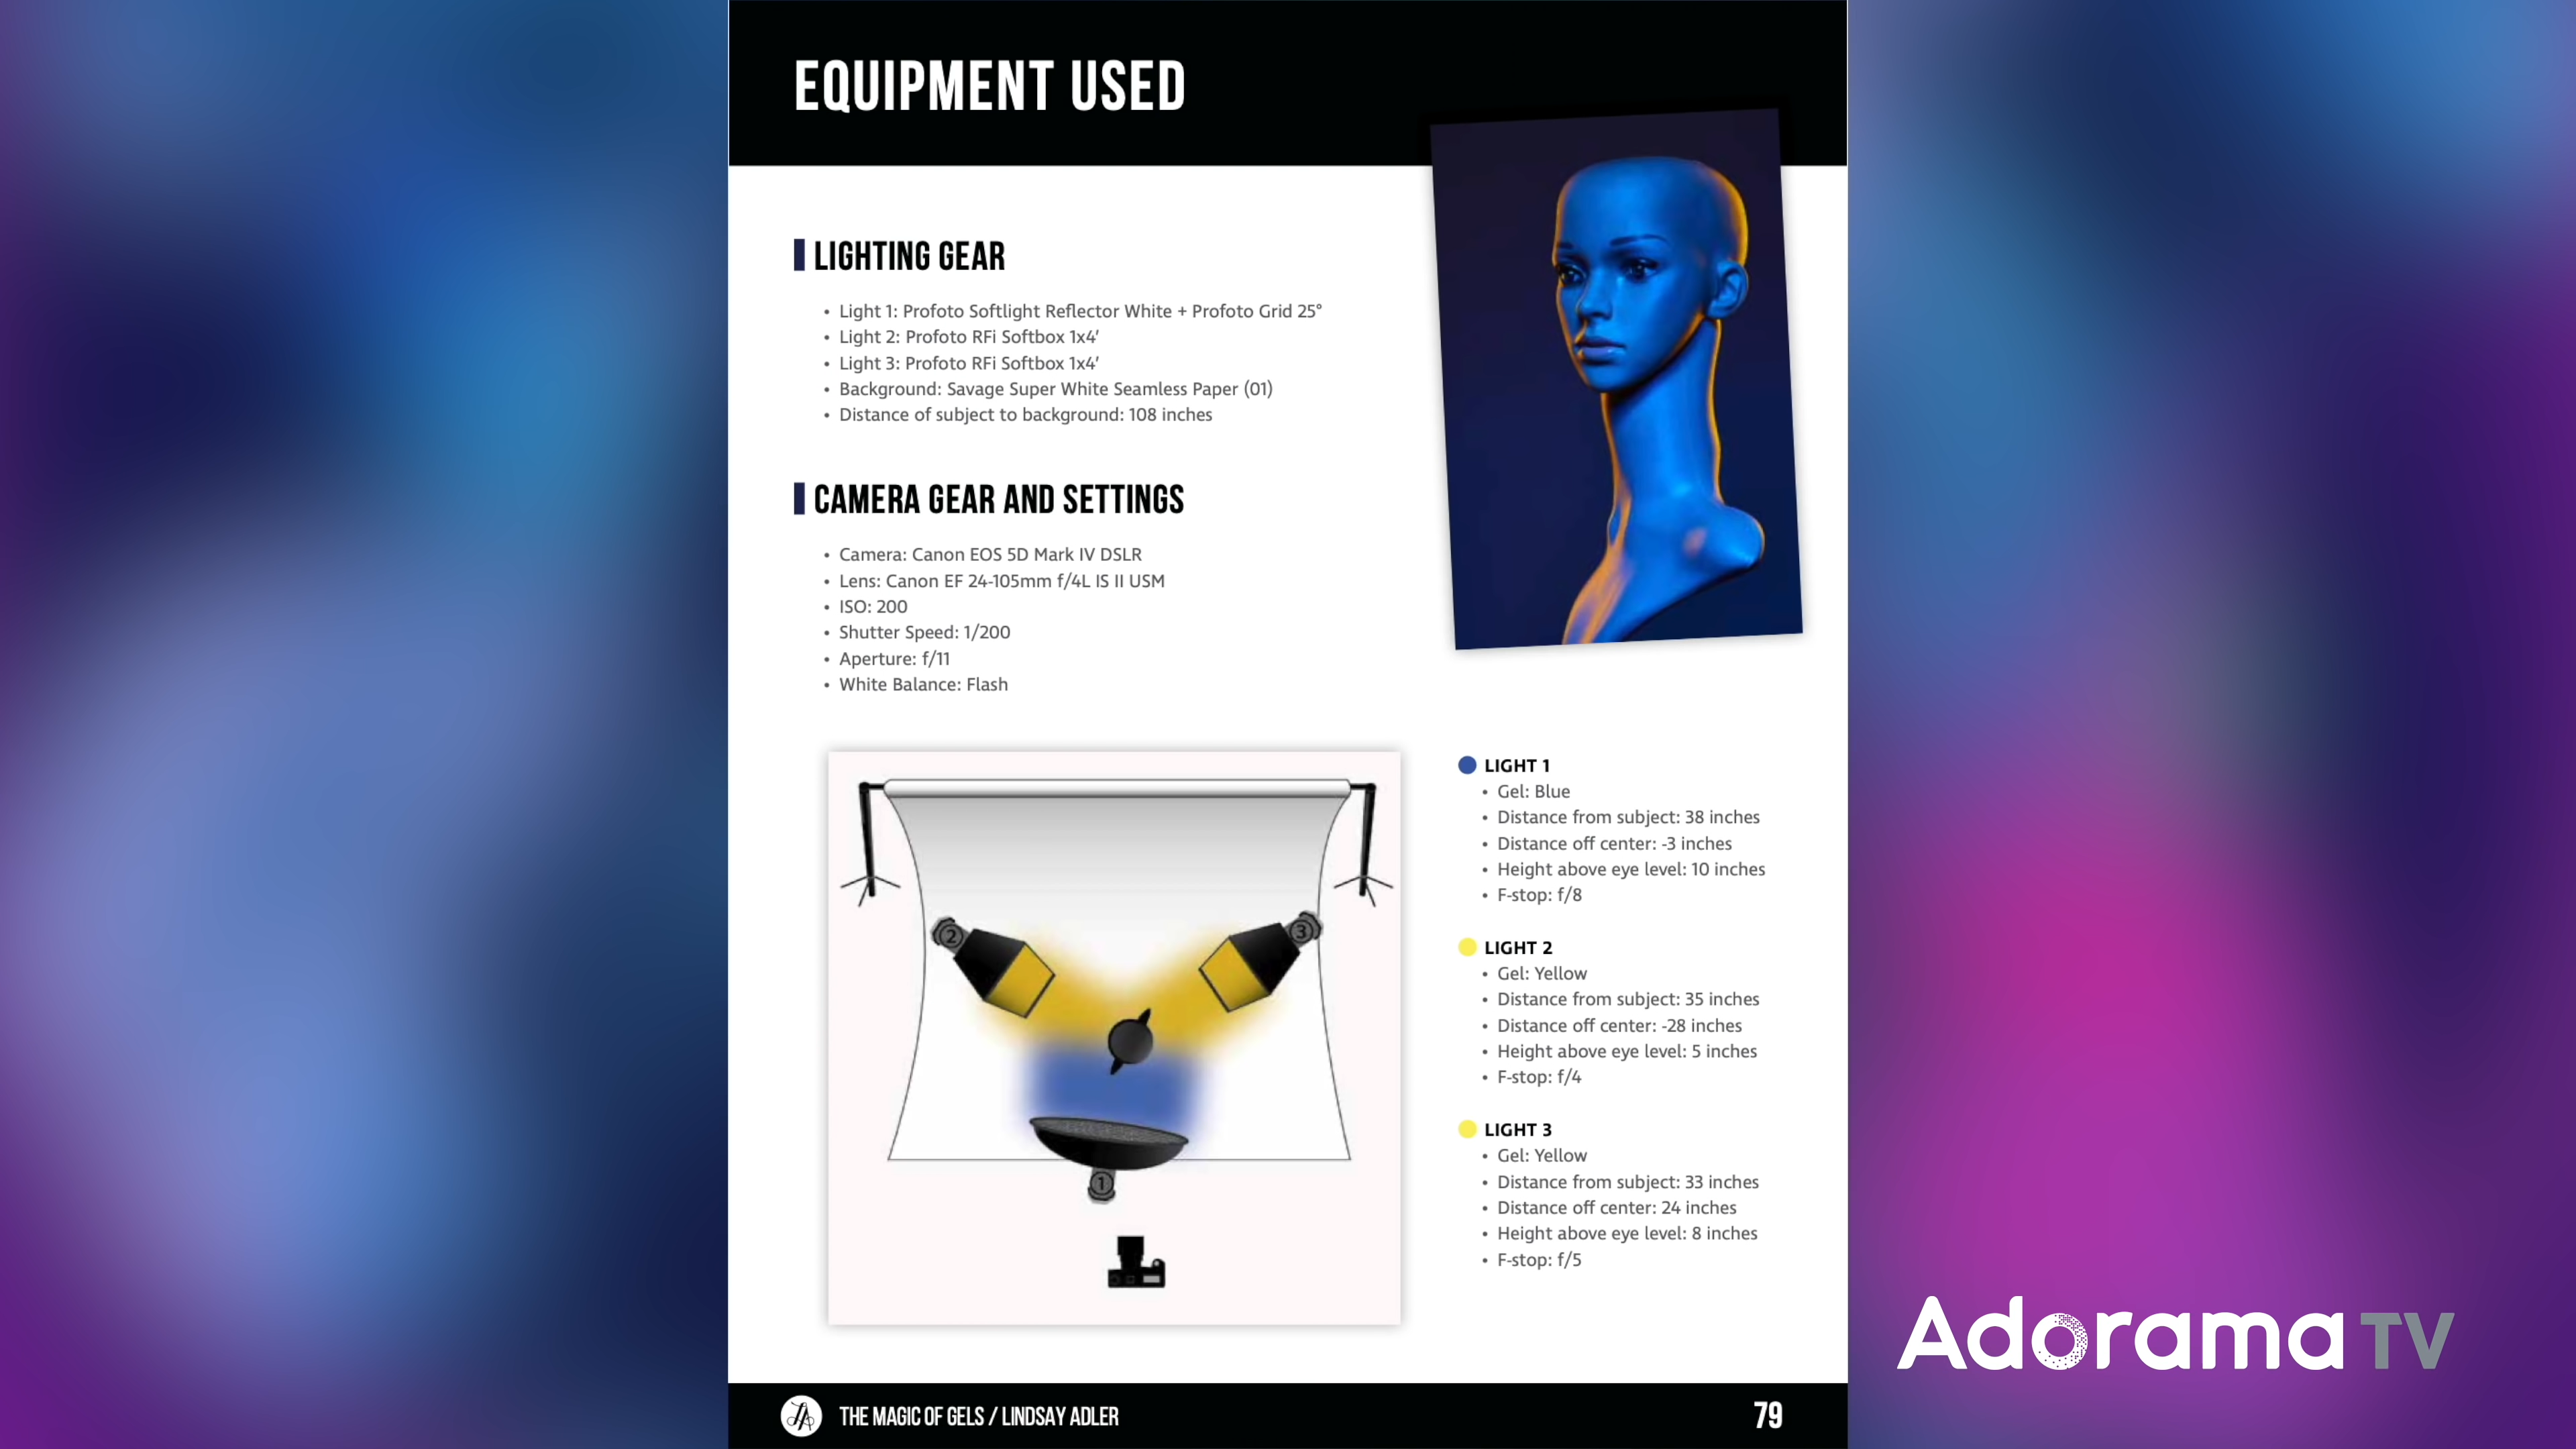 EQUIPMENT USED
LIGHTING GEAR
• Light 1: Profoto Softlight Reflector White + Profoto Grid 25°
• Light 2: Profoto RFi Softbox 1x4'
• Light 3: Profoto RFi Softbox 1x4'
• Background: Savage Super White Seamless Paper (01)
• Distance of subject to background: 108 inches
CAMERA GEAR AND SETTINGS
• Camera: Canon EOS 5D Mark IV DSLR
• Lens: Canon EF 24-105mm f/4L IS II USM
• ISO: 200
• Shutter Speed: 1/200
• Aperture: f/11
• White Balance: Flash
2
3
1
LIGHT 1
• Gel: Blue
• Distance from subject: 38 inches
• Distance off center: -3 inches
• Height above eye level: 10 inches
• F-stop: f/8
LIGHT 2
• Gel: Yellow
• Distance from subject: 35 inches
• Distance off center: -28 inches
• Height above eye level: 5 inches
• F-stop: f/4
LIGHT 3
• Gel: Yellow
• Distance from subject: 33 inches
• Distance off center: 24 inches
• Height above eye level: 8 inches
• F-stop: f/5
Adorama TV
LA THE MAGIC OF GELS / LINDSAY ADLER
79